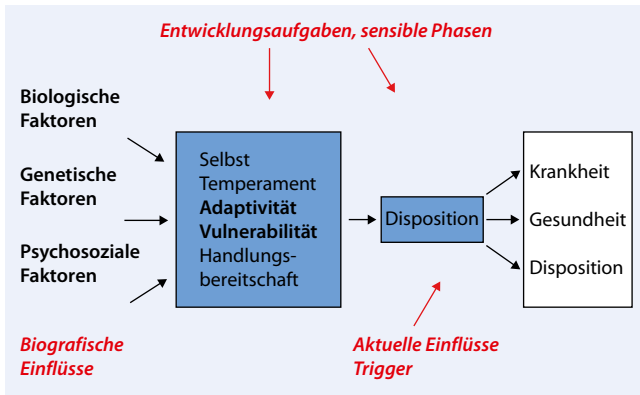 Entwicklungsaufgaben, sensible Phasen
Biologische
Faktoren
Genetische
Faktoren
Psychosoziale
Faktoren
Biografische
Einflüsse
Selbst
Temperament
Adaptivität
Vulnerabilität
Handlungs-
bereitschaft
Disposition
Aktuelle Einflüsse
Trigger
Krankheit
Gesundheit
Disposition